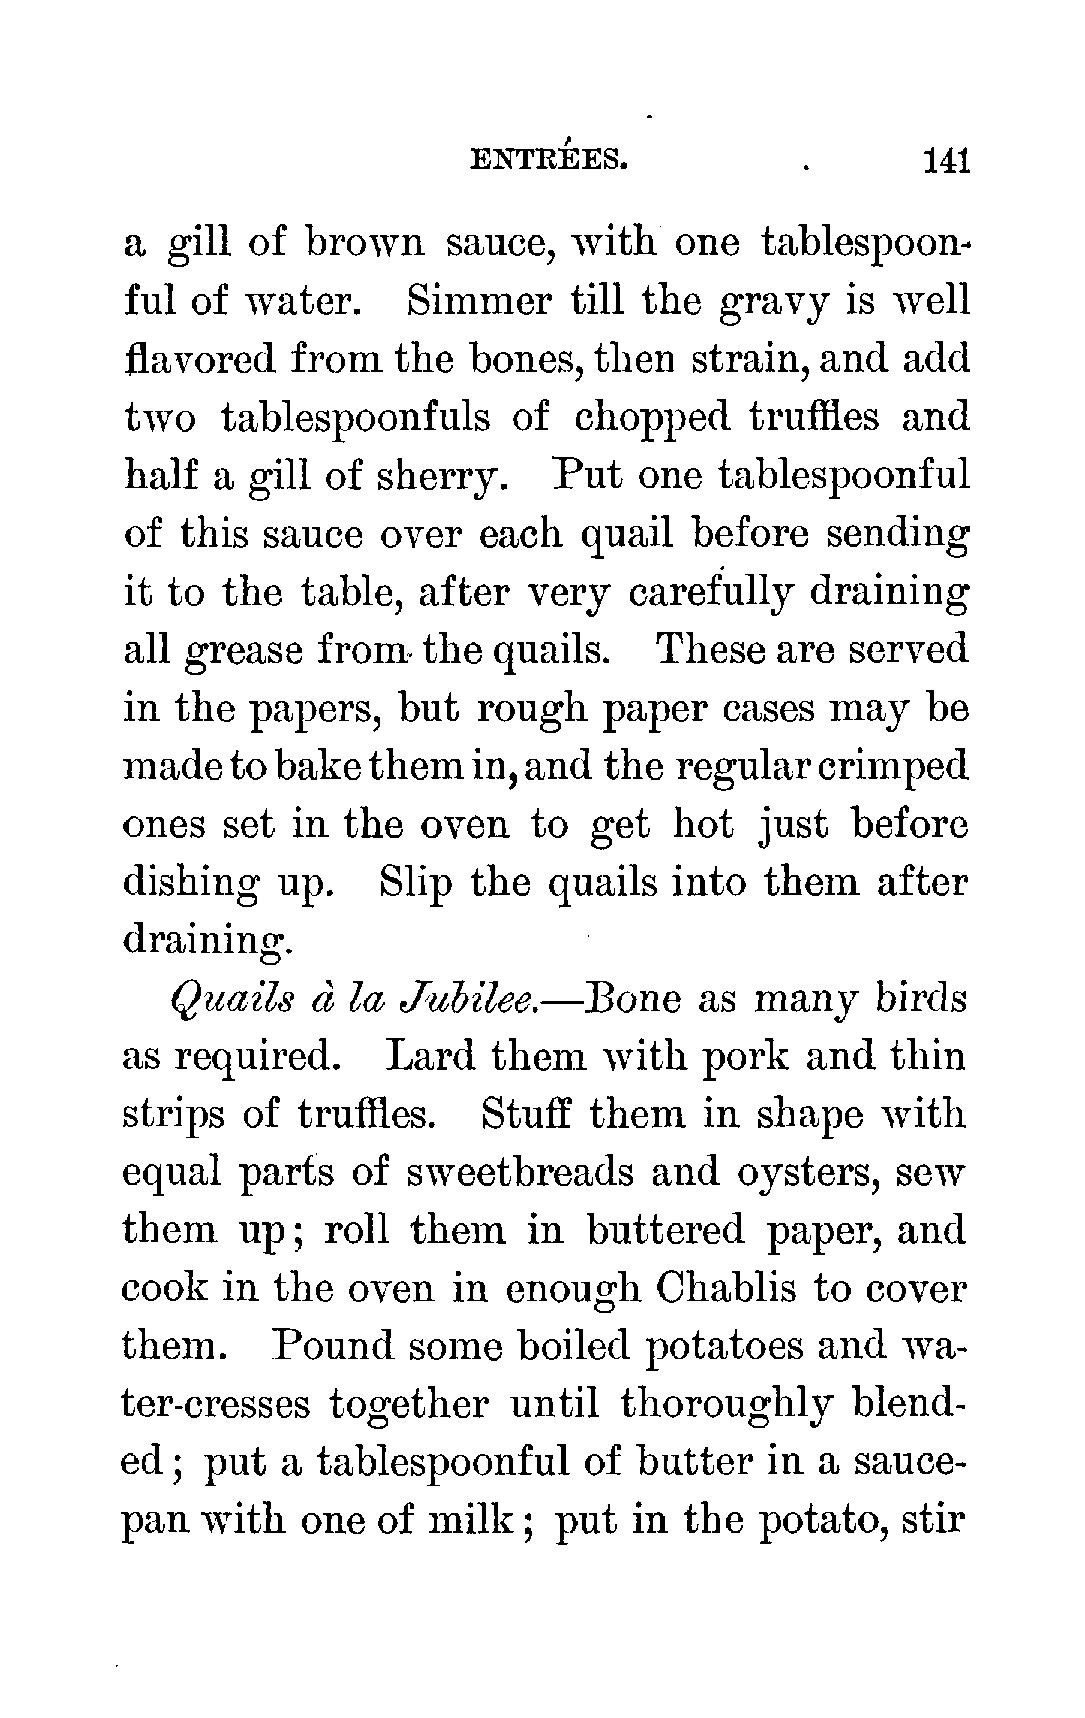 ENTRÉES. 141
a gill of brown sauce, with one tablespoon-
ful of water. Simmer till the gravy is well
flavored from the bones, then strain, and add
two tablespoonfuls of chopped truffles and
half a gill of sherry. Put one tablespoonful
of this sauce over each quail before sending
it to the table, after very carefully draining
all grease from the quails. These are served
in the papers, but rough paper cases may be
made to bake them in, and the regular crimped
ones set in the oven to get hot just before
dishing up. Slip the quails into them after
draining.
Quails à la Jubilee.—Bone as many birds
as required. Lard them with pork and thin
strips of truffles. Stuff them in shape with
equal parts of sweetbreads and oysters, sew
them up; roll them in buttered paper, and
cook in the oven in enough Chablis to cover
them. Pound some boiled potatoes and wa-
ter-cresses together until thoroughly blend-
ed; put a tablespoonful of butter in a sauce-
pan with one of milk; put in the potato, stir